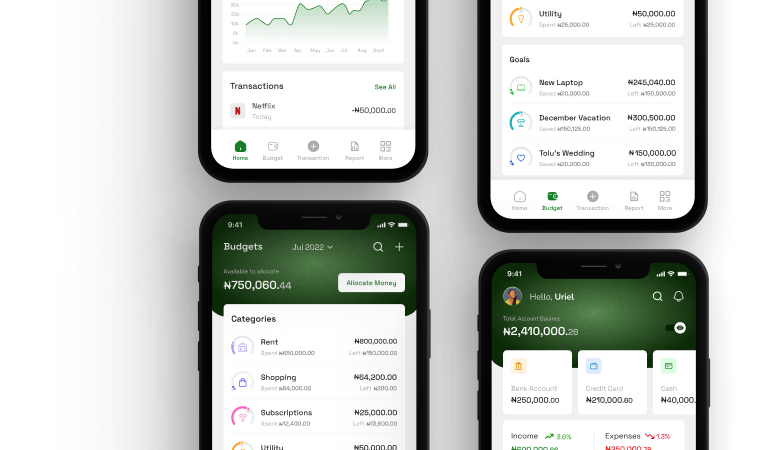 20k
15k
10k
5k
0k
Jan Feb Mar Apr May Jun Jul Aug Sept
Transactions See All
Netflix -₦50,000.00
Today
Home Budget Transaction Report More
Utility ₦50,000.00
Spent ₦25,000.00 Left ₦25,000.00
Goals
New Laptop ₦245,040.00
Saved ₦20,000.00 Left ₦150,000.00
December Vacation ₦300,500.00
Saved ₦150,125.00 Left ₦150,125.00
Tolu's Wedding ₦150,000.00
Saved ₦20,000.00 Left ₦130,000.00
Home Budget Transaction Report More
9:41
Budgets Jul 2022
Available to allocate
₦750,060.44 Allocate Money
Categories
Rent ₦800,000.00
Spent ₦650,000.00 Left ₦150,000.00
Shopping ₦64,200.00
Spent ₦64,000.00 Left ₦200.00
Subscriptions ₦25,000.00
Spent ₦12,400.00 Left ₦13,600.00
Utility ₦50,000.00
9:41
Hello, Uriel
Total Account Balance
₦2,410,000.26
Bank Account Credit Card Cash
₦250,000.00 ₦210,000.60 ₦40,000.
Income 3,6% Expenses 1,3%